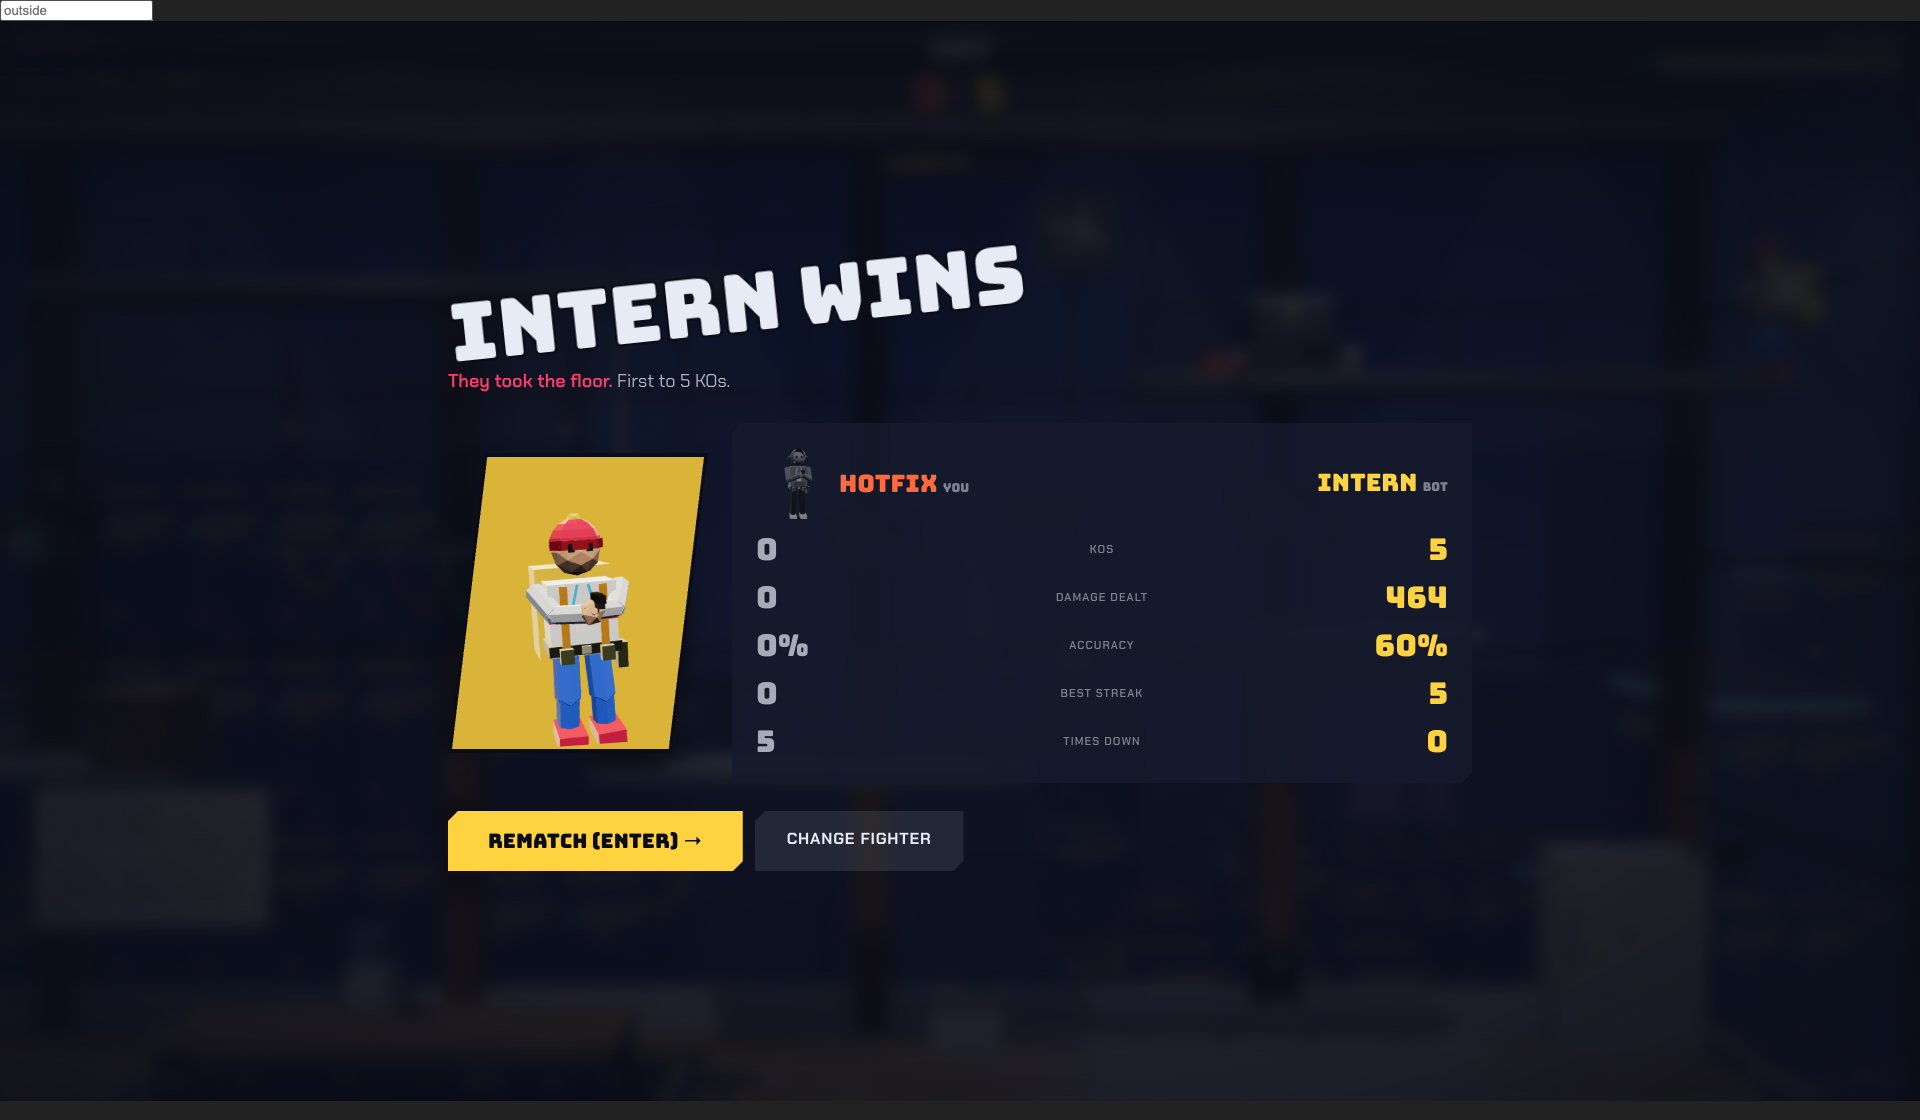 outside
INTERN WINS
They took the floor. First to 5 KOs.
HOTFIX YOU
INTERN BOT
0 KOS 5
0 DAMAGE DEALT 464
0% ACCURACY 60%
0 BEST STREAK 5
5 TIMES DOWN 0
REMATCH (ENTER) →
CHANGE FIGHTER